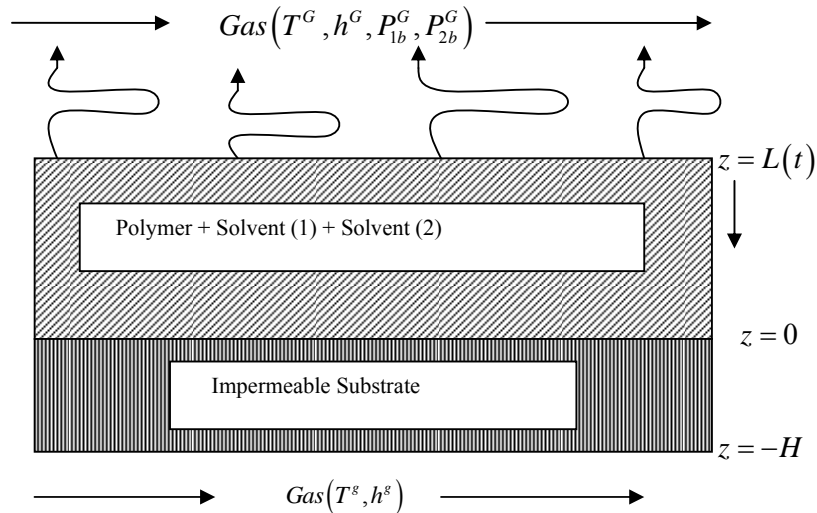 Gas(T^G, h^G, P_{1b}^G, P_{2b}^G)
z = L(t)
Polymer + Solvent (1) + Solvent (2)
z = 0
Impermeable Substrate
z = -H
Gas(T^g, h^g)